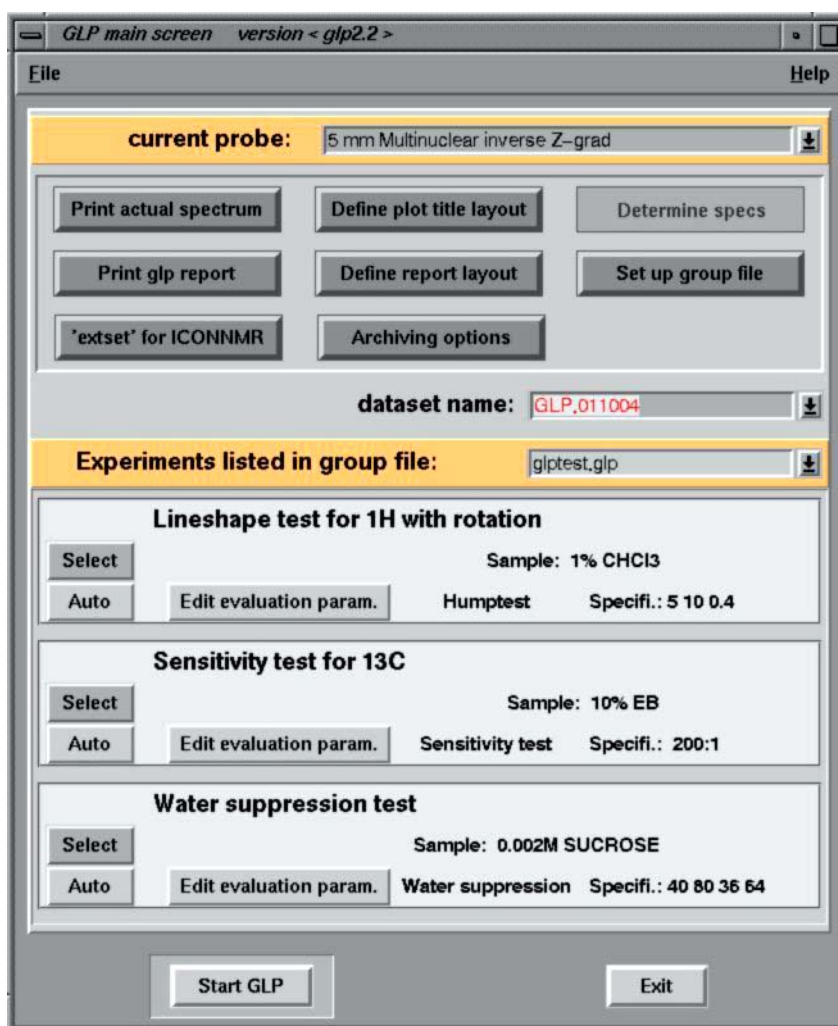 GLP main screen version < glp2.2 >
File Help
current probe: 5 mm Multinuclear inverse Z-grad
Print actual spectrum Define plot title layout Determine specs
Print glp report Define report layout Set up group file
'extset' for ICONNMR Archiving options
dataset name: GLP.011004
Experiments listed in group file: glptest.glp
Lineshape test for 1H with rotation
Select Sample: 1% CHCl3
Auto Edit evaluation param. Humptest Specifi.: 5 10 0.4
Sensitivity test for 13C
Select Sample: 10% EB
Auto Edit evaluation param. Sensitivity test Specifi.: 200:1
Water suppression test
Select Sample: 0.002M SUCROSE
Auto Edit evaluation param. Water suppression Specifi.: 40 80 36 64
Start GLP Exit